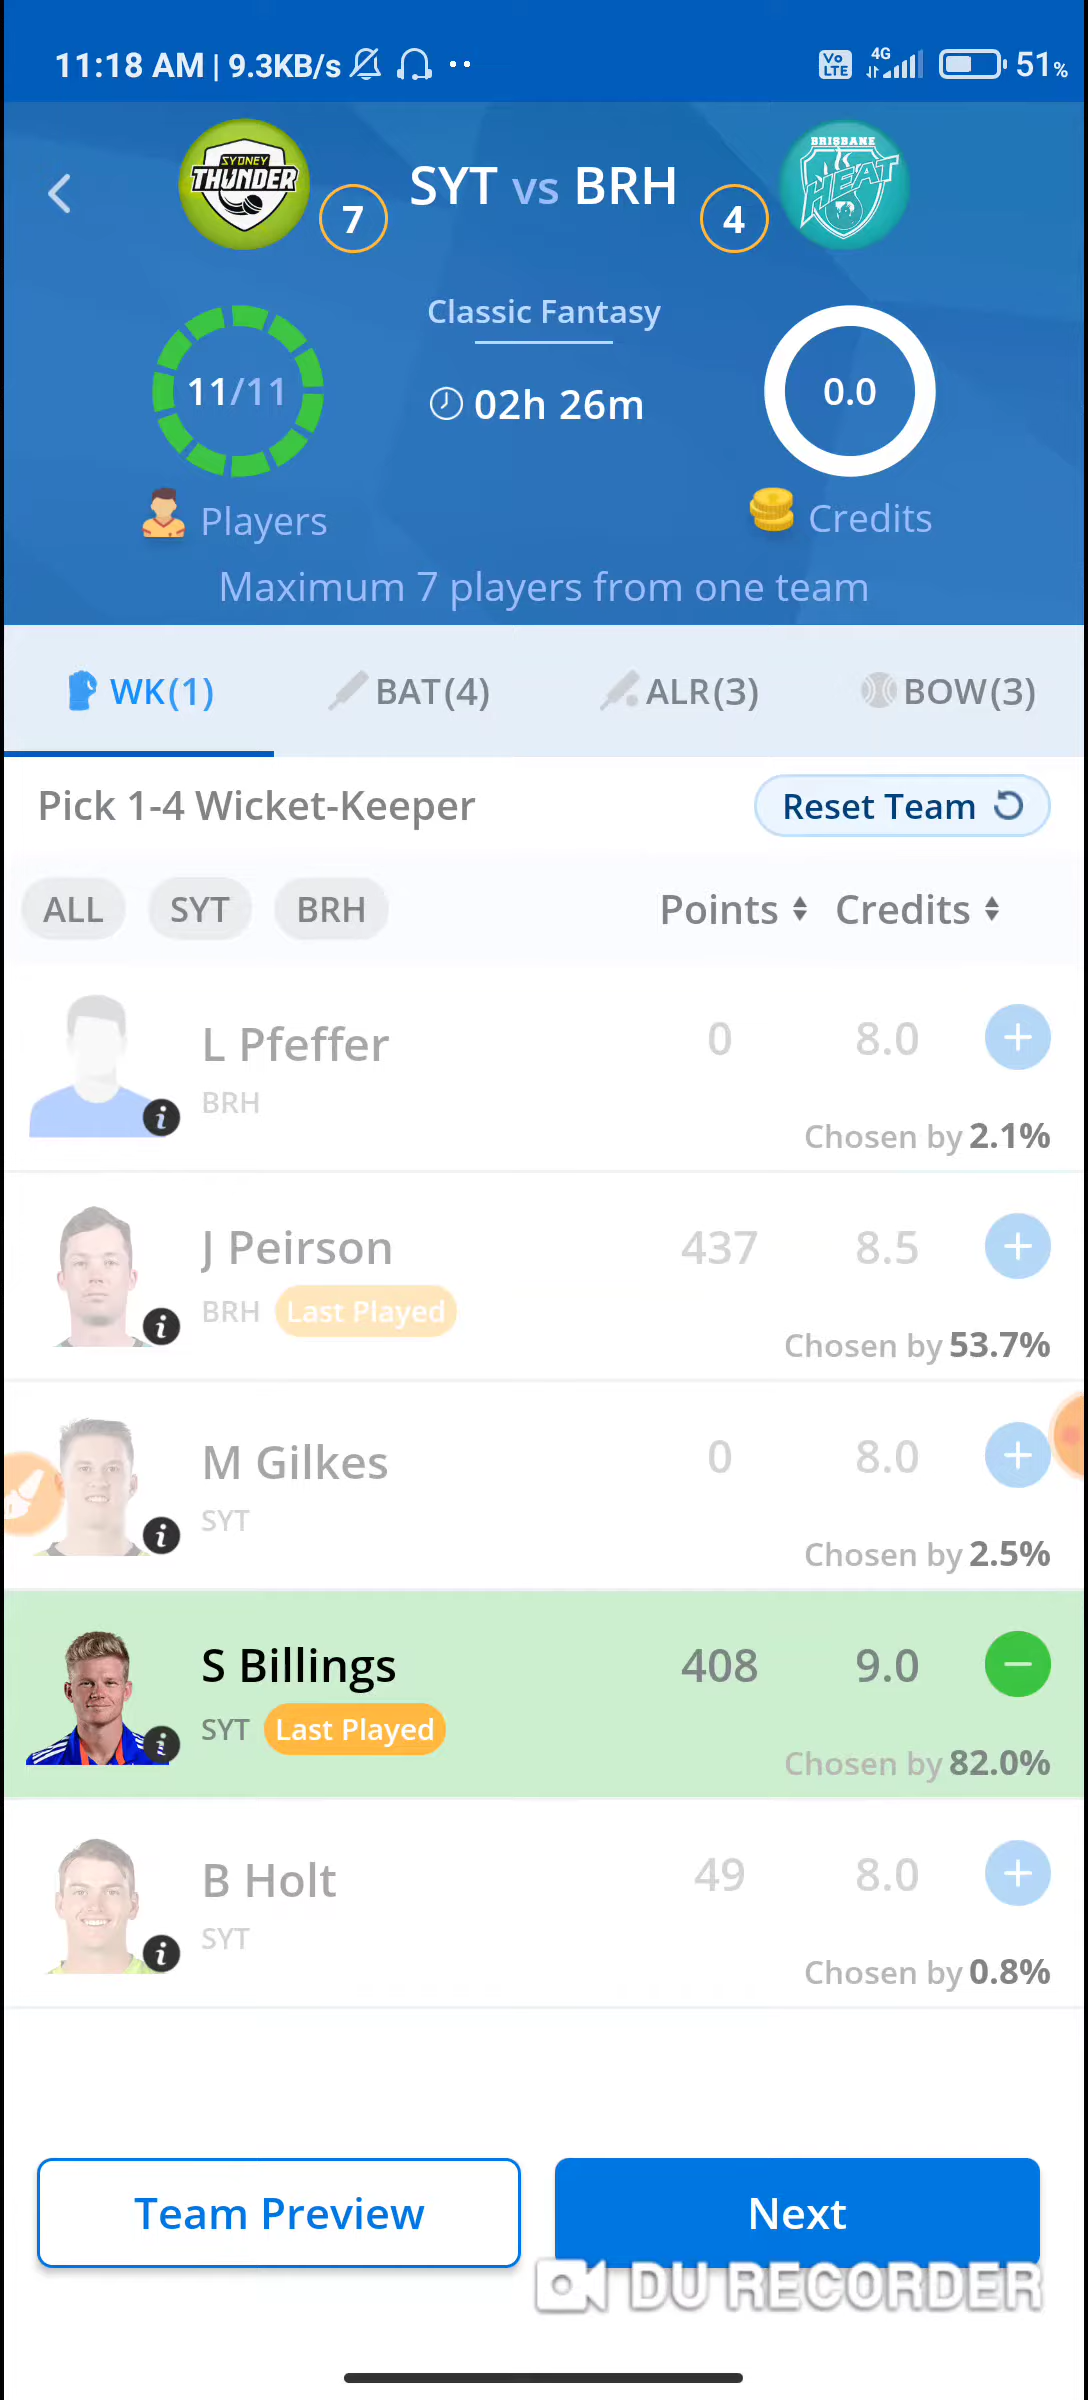 11:18 AM | 9.3KB/s
Vo LTE 4G 51%
SYDNEY THUNDER
7
SYT vs BRH
4
BRISBANE HEAT
Classic Fantasy
11/11
02h 26m
0.0
Players
Credits
Maximum 7 players from one team
WK(1) BAT(4) ALR(3) BOW(3)
Pick 1-4 Wicket-Keeper
Reset Team
ALL SYT BRH Points Credits
L Pfeffer 0 8.0
BRH
Chosen by 2.1%
J Peirson 437 8.5
BRH Last Played
Chosen by 53.7%
M Gilkes 0 8.0
SYT
Chosen by 2.5%
S Billings 408 9.0
SYT Last Played
Chosen by 82.0%
B Holt 49 8.0
SYT
Chosen by 0.8%
Team Preview Next
DU RECORDER